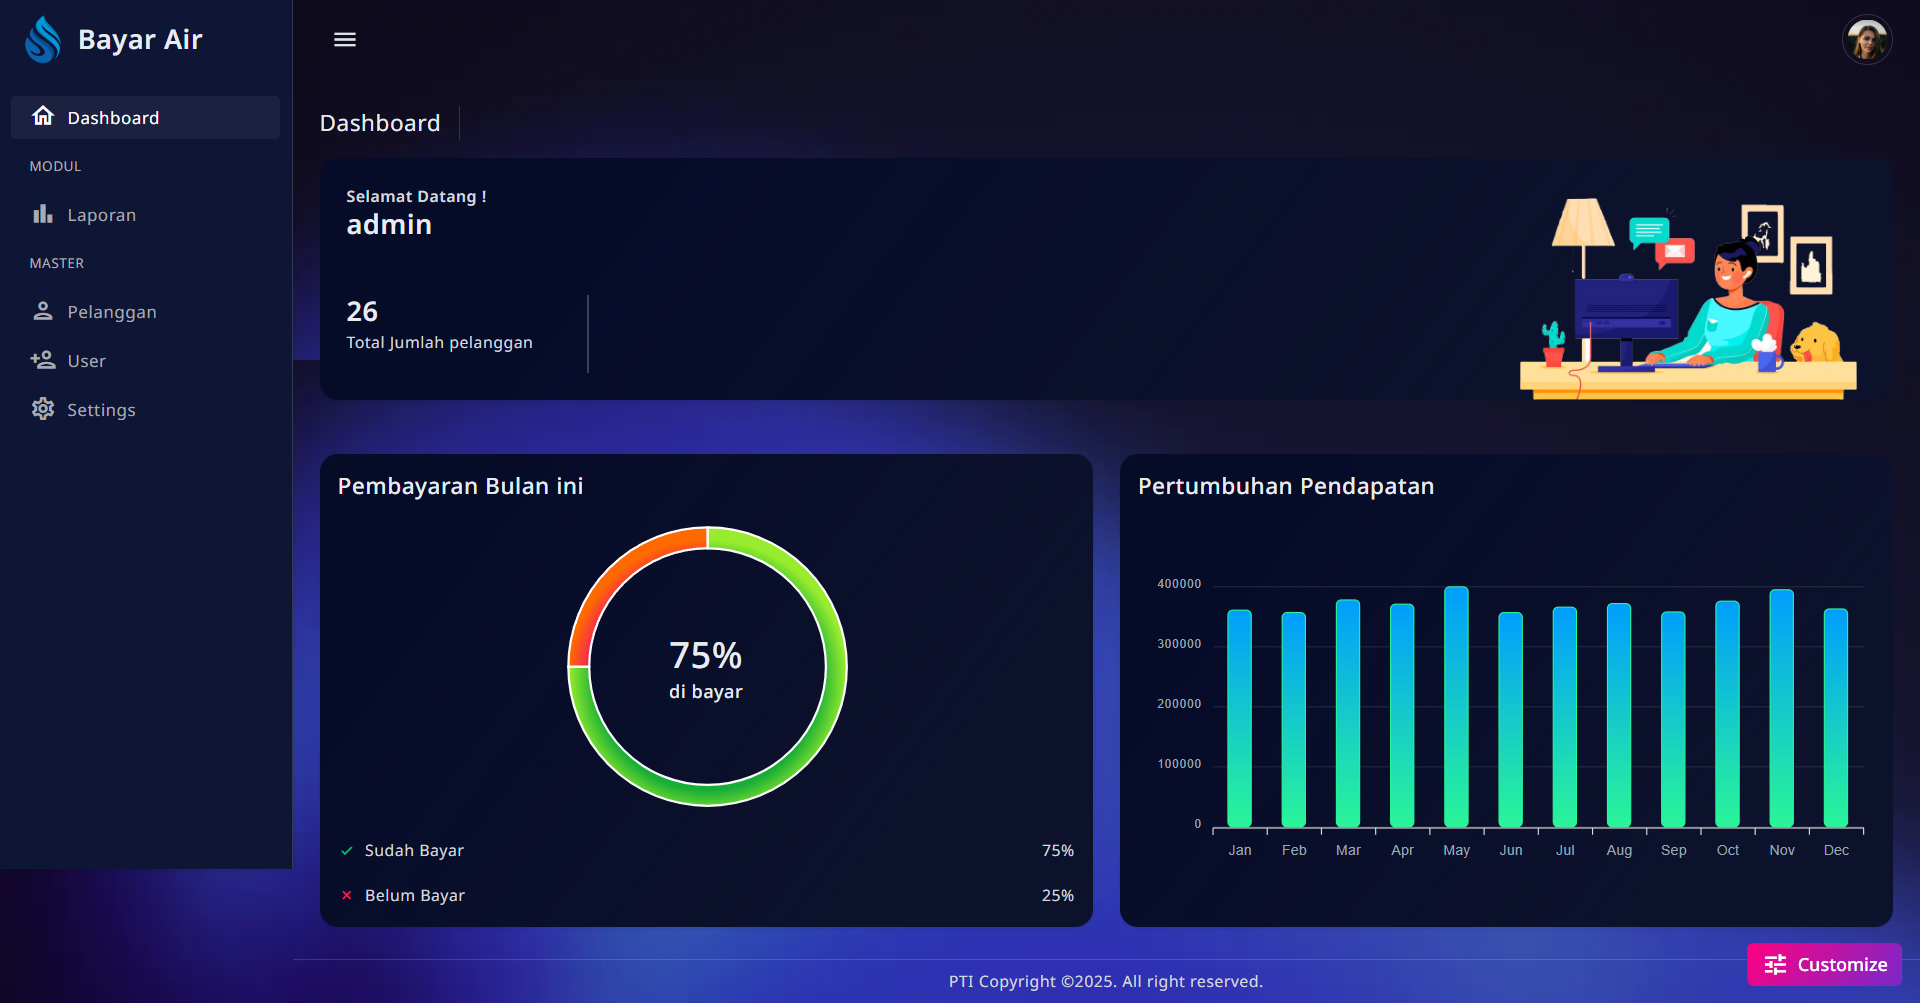 Bayar Air
Dashboard
MODUL
Laporan
MASTER
Pelanggan
User
Settings
Dashboard
Selamat Datang !
admin
26
Total Jumlah pelanggan
Pembayaran Bulan ini
75%
di bayar
Sudah Bayar 75%
Belum Bayar 25%
Pertumbuhan Pendapatan
400000
300000
200000
100000
0
Jan Feb Mar Apr May Jun Jul Aug Sep Oct Nov Dec
PTI Copyright ©2025. All right reserved.
Customize